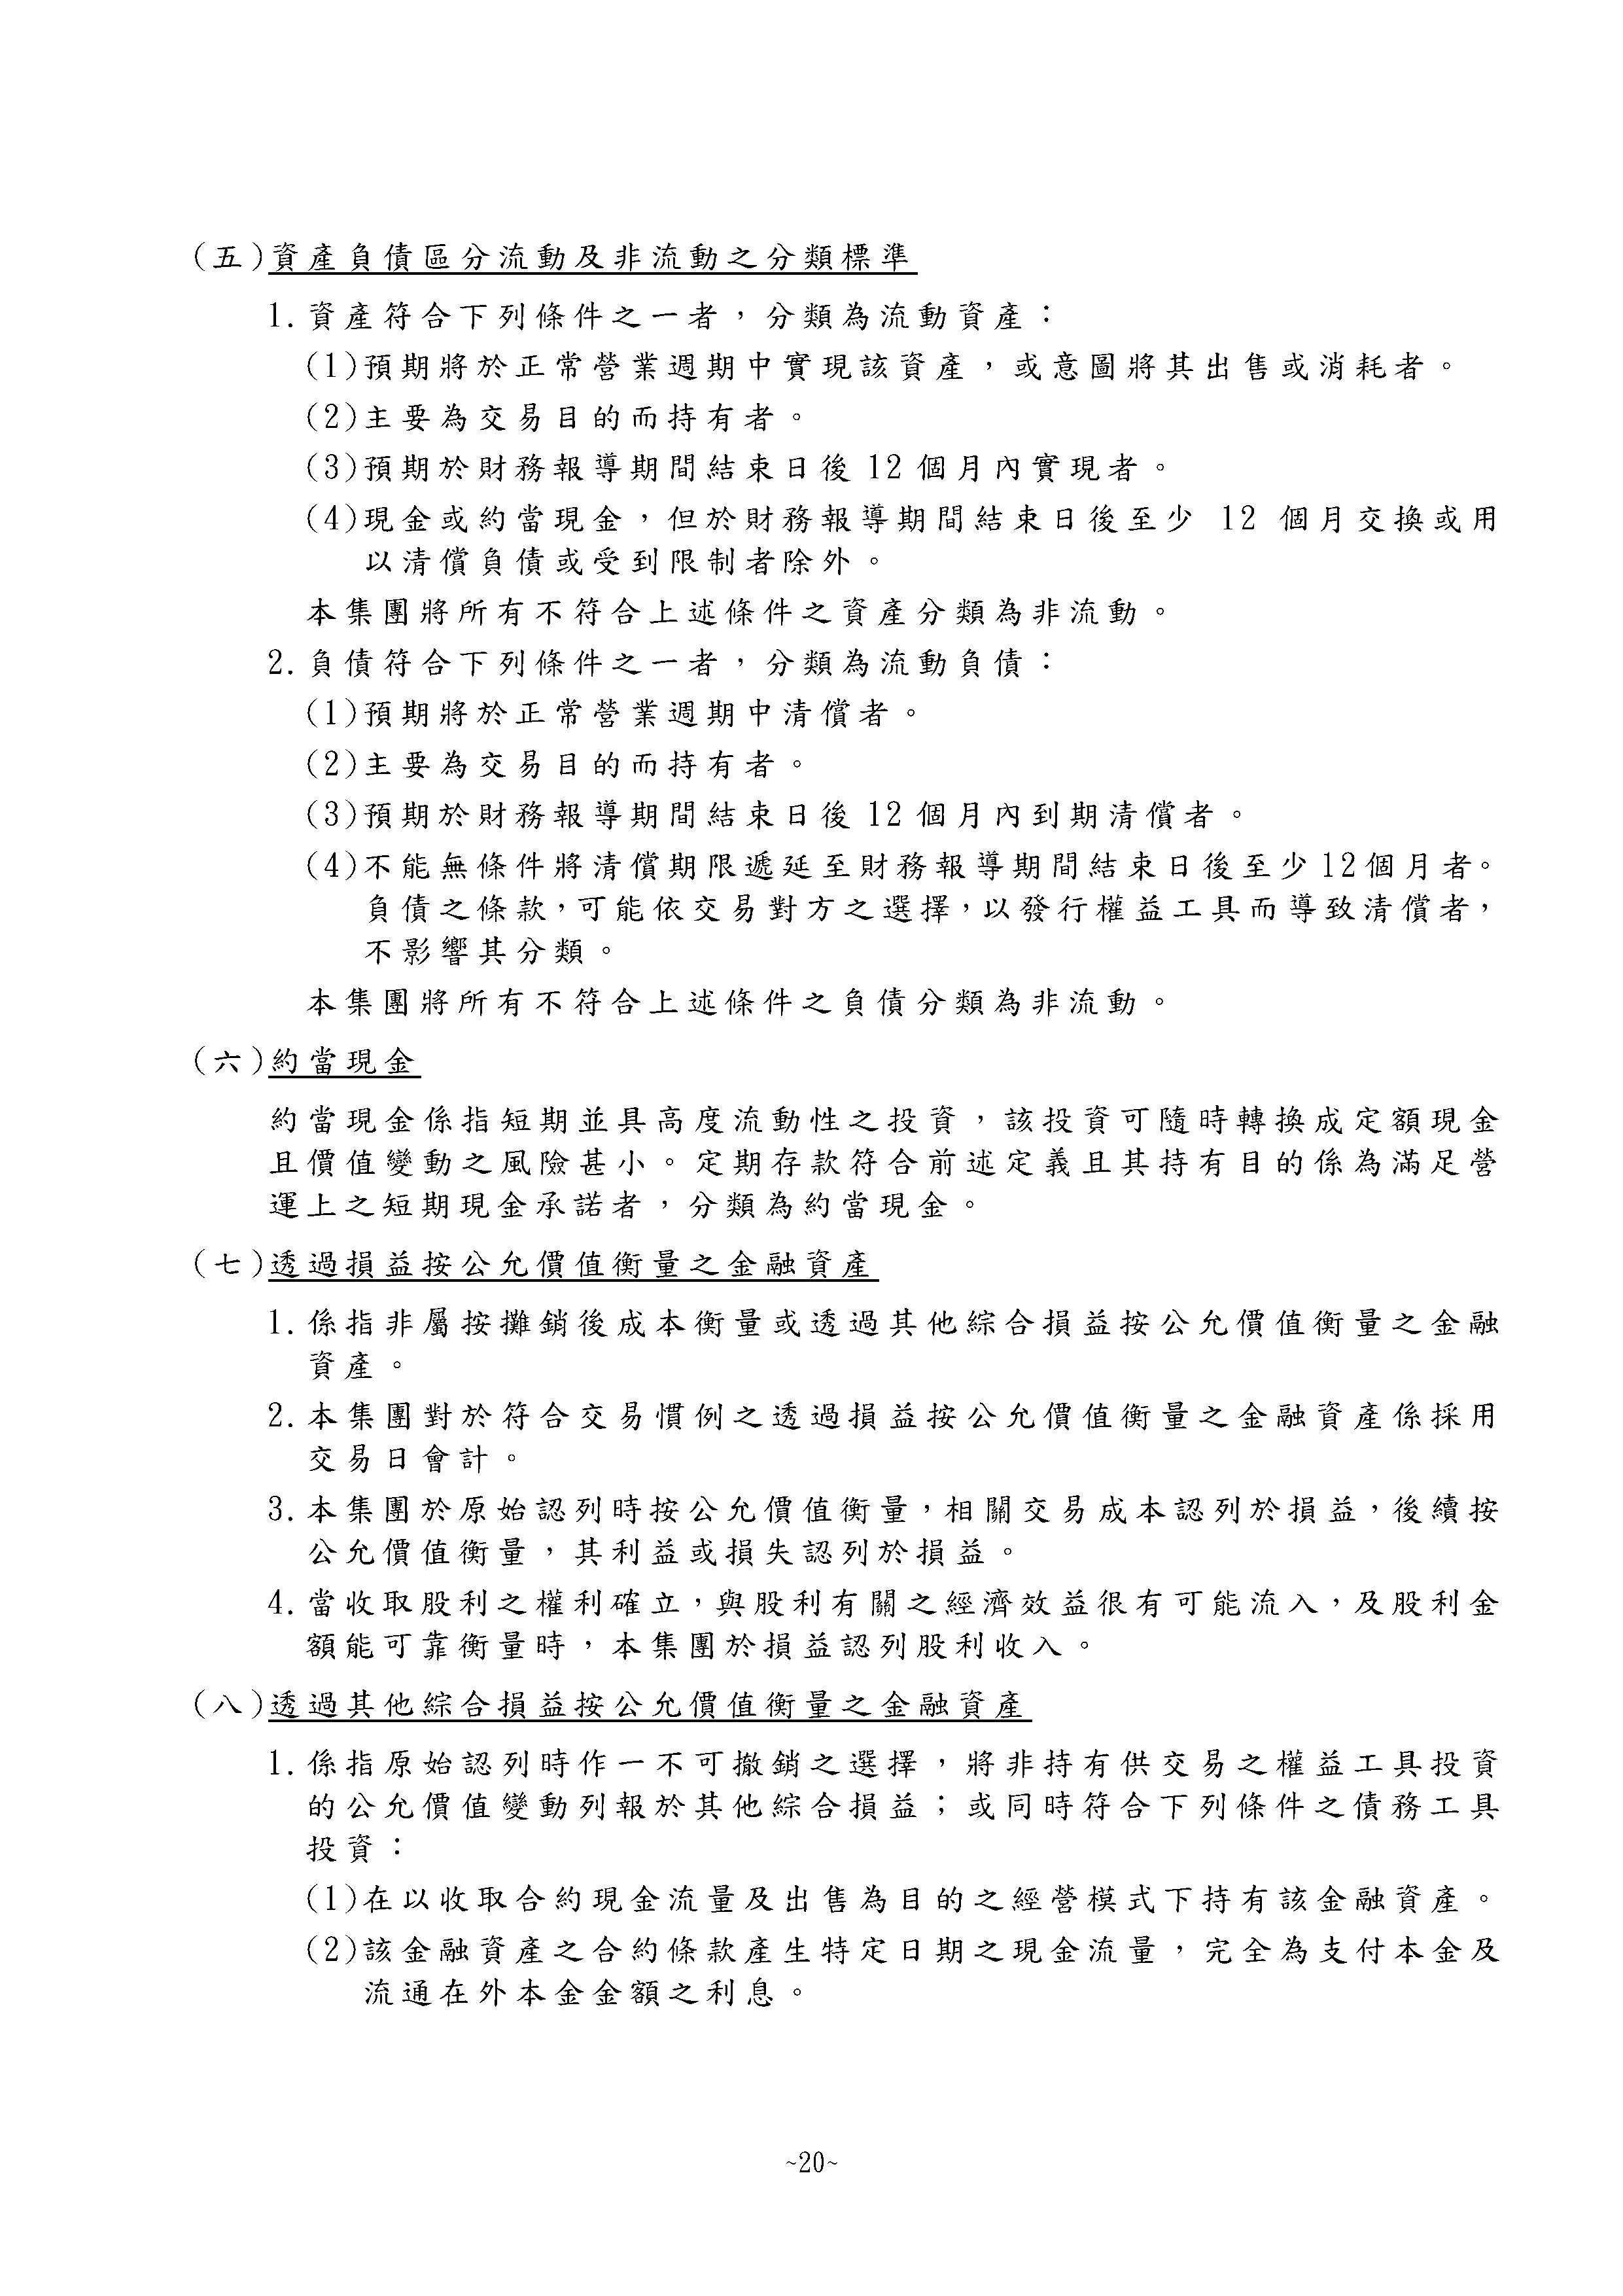 (五)資產負債區分流動及非流動之分類標準
1.資產符合下列條件之一者，分類為流動資產：
(1)預期將於正常營業週期中實現該資產，或意圖將其出售或消耗者。
(2)主要為交易目的而持有者。
(3)預期於財務報導期間結束日後 12 個月內實現者。
(4)現金或約當現金，但於財務報導期間結束日後至少 12 個月交換或用
以清償負債或受到限制者除外。
本集團將所有不符合上述條件之資產分類為非流動。
2.負債符合下列條件之一者，分類為流動負債：
(1)預期將於正常營業週期中清償者。
(2)主要為交易目的而持有者。
(3)預期於財務報導期間結束日後 12 個月內到期清償者。
(4)不能無條件將清償期限遞延至財務報導期間結束日後至少12個月者。
負債之條款，可能依交易對方之選擇，以發行權益工具而導致清償者，
不影響其分類。
本集團將所有不符合上述條件之負債分類為非流動。
(六)約當現金
約當現金係指短期並具高度流動性之投資，該投資可隨時轉換成定額現金
且價值變動之風險甚小。定期存款符合前述定義且其持有目的係為滿足營
運上之短期現金承諾者，分類為約當現金。
(七)透過損益按公允價值衡量之金融資產
1.係指非屬按攤銷後成本衡量或透過其他綜合損益按公允價值衡量之金融
資產。
2.本集團對於符合交易慣例之透過損益按公允價值衡量之金融資產係採用
交易日會計。
3.本集團於原始認列時按公允價值衡量，相關交易成本認列於損益，後續按
公允價值衡量，其利益或損失認列於損益。
4.當收取股利之權利確立，與股利有關之經濟效益很有可能流入，及股利金
額能可靠衡量時，本集團於損益認列股利收入。
(八)透過其他綜合損益按公允價值衡量之金融資產
1.係指原始認列時作一不可撤銷之選擇，將非持有供交易之權益工具投資
的公允價值變動列報於其他綜合損益；或同時符合下列條件之債務工具
投資：
(1)在以收取合約現金流量及出售為目的之經營模式下持有該金融資產。
(2)該金融資產之合約條款產生特定日期之現金流量，完全為支付本金及
流通在外本金金額之利息。
~20~